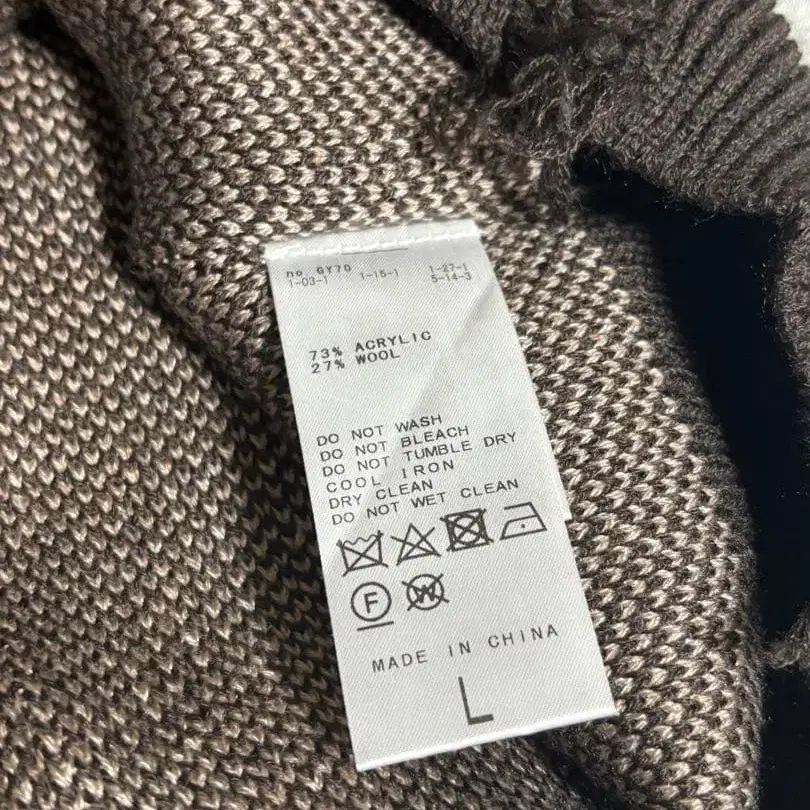 no. GY70
1-03-1 1-15-1 1-27-1
5-14-3
73% ACRYLIC
27% WOOL
DO NOT WASH
DO NOT BLEACH
DO NOT TUMBLE DRY
COOL IRON
DRY CLEAN
DO NOT WET CLEAN
F W
MADE IN CHINA
L